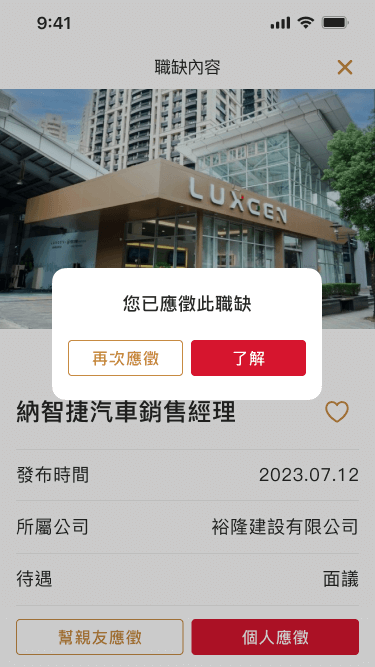 9:41
職缺內容
LUXGEN
您已應徵此職缺
再次應徵
了解
納智捷汽車銷售經理
發布時間
2023.07.12
所屬公司
裕隆建設有限公司
待遇
面議
幫親友應徵
個人應徵